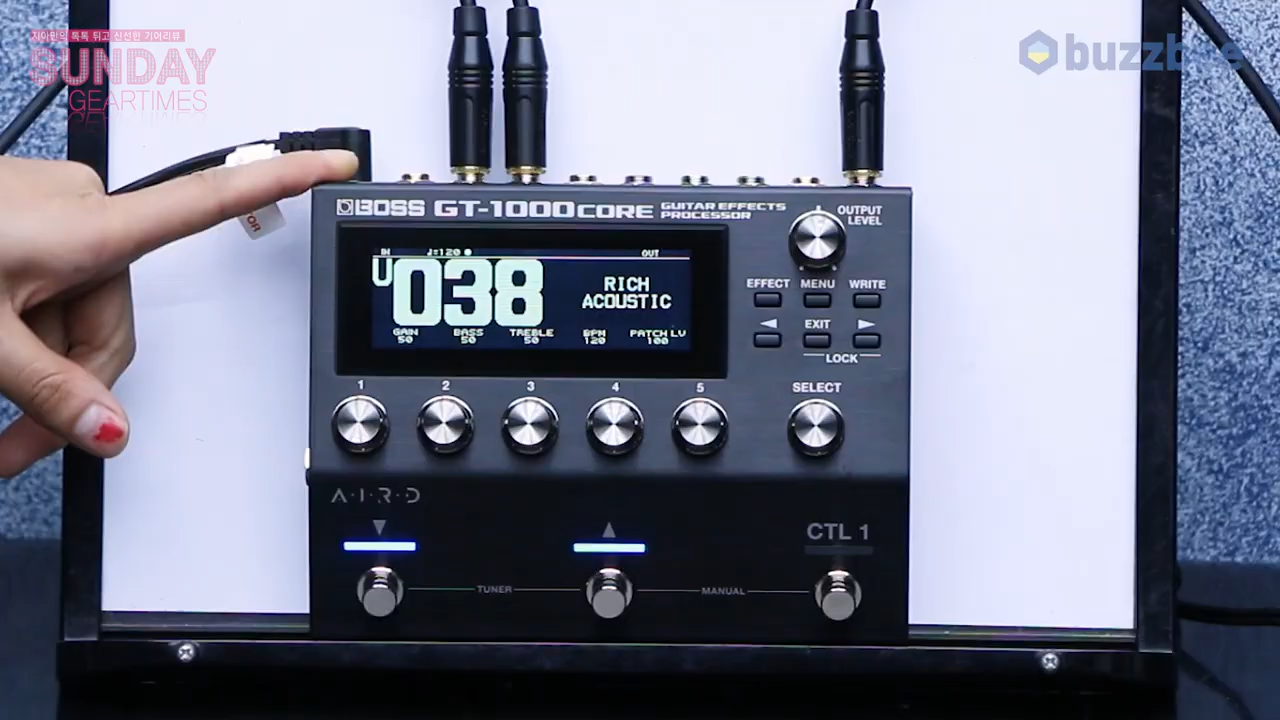 지아만의 톡톡 튀고 신선한 기어리뷰
SUNDAY
GEARTIMES
buzzbee
OR
BOSS GT-1000CORE GUITAR EFFECTS PROCESSOR
OUTPUT
LEVEL
IN ♩=120 OUT
U038
RICH
ACOUSTIC
GAIN BASS TREBLE BPM PATCH LV
50 50 50 120 100
EFFECT MENU WRITE
EXIT
LOCK
1 2 3 4 5
SELECT
A·I·R·D
CTL 1
TUNER
MANUAL